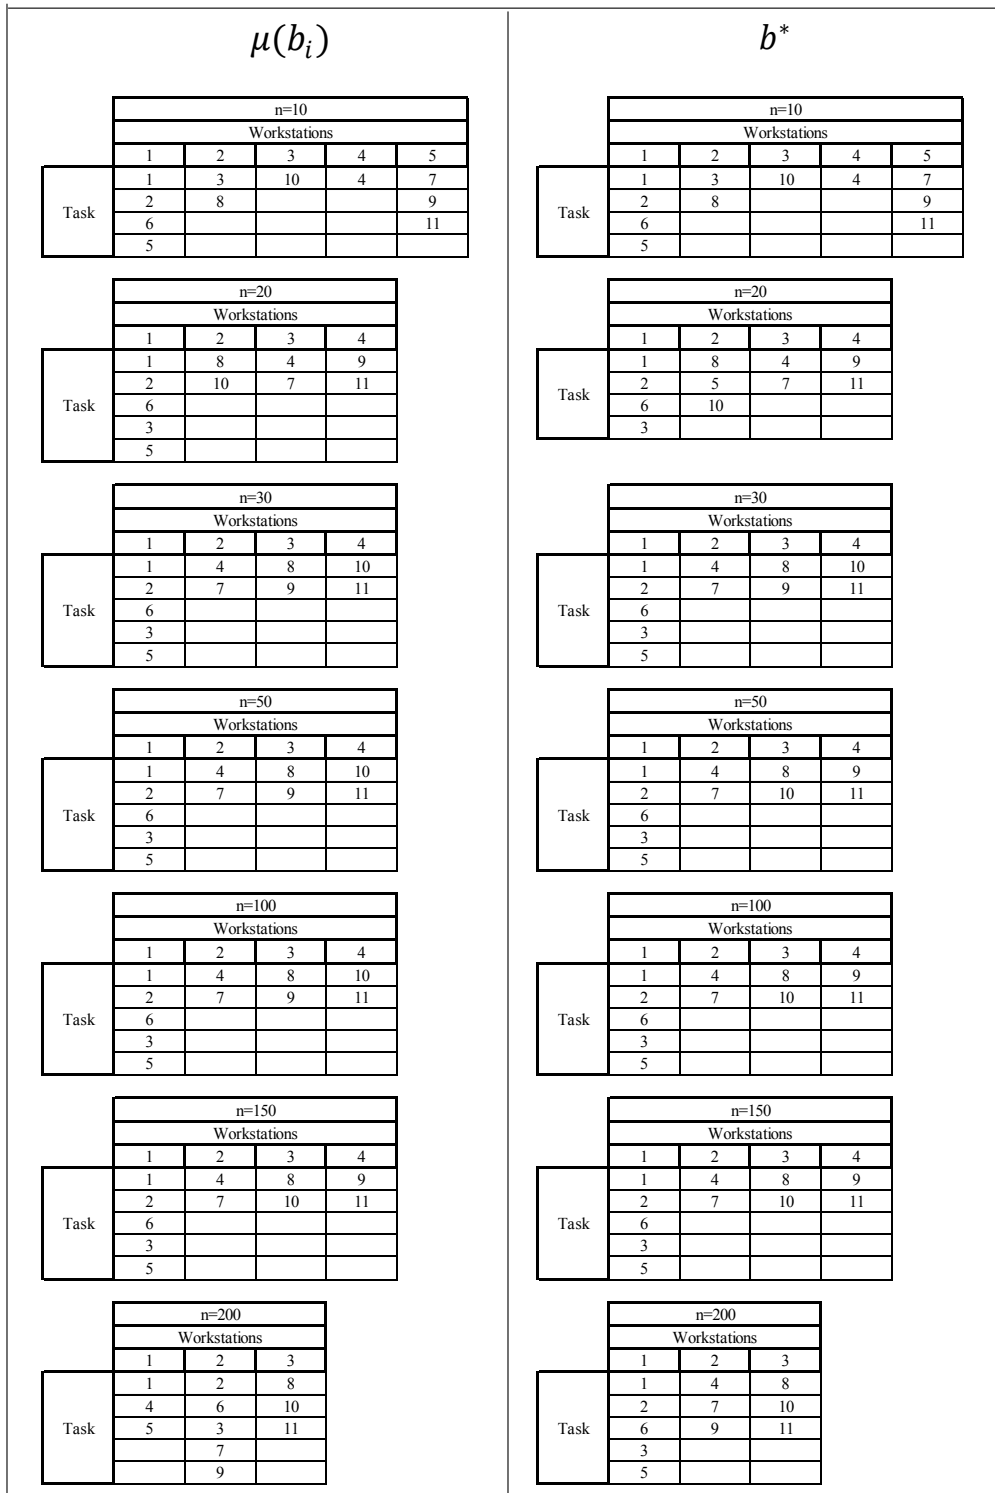 μ(b_i)
b*
n=10
Workstations
1 2 3 4 5
1 3 10 4 7
2 8 9
Task
6 11
5
n=10
Workstations
1 2 3 4 5
1 3 10 4 7
2 8 9
Task
6 11
5
n=20
Workstations
1 2 3 4
1 8 4 9
2 10 7 11
Task
6
3
5
n=20
Workstations
1 2 3 4
1 8 4 9
2 5 7 11
Task
6 10
3
n=30
Workstations
1 2 3 4
1 4 8 10
2 7 9 11
Task
6
3
5
n=30
Workstations
1 2 3 4
1 4 8 10
2 7 9 11
Task
6
3
5
n=50
Workstations
1 2 3 4
1 4 8 10
2 7 9 11
Task
6
3
5
n=50
Workstations
1 2 3 4
1 4 8 9
2 7 10 11
Task
6
3
5
n=100
Workstations
1 2 3 4
1 4 8 10
2 7 9 11
Task
6
3
5
n=100
Workstations
1 2 3 4
1 4 8 9
2 7 10 11
Task
6
3
5
n=150
Workstations
1 2 3 4
1 4 8 9
2 7 10 11
Task
6
3
5
n=150
Workstations
1 2 3 4
1 4 8 9
2 7 10 11
Task
6
3
5
n=200
Workstations
1 2 3
1 2 8
4 6 10
Task
5 3 11
7
9
n=200
Workstations
1 2 3
1 4 8
2 7 10
Task
6 9 11
3
5